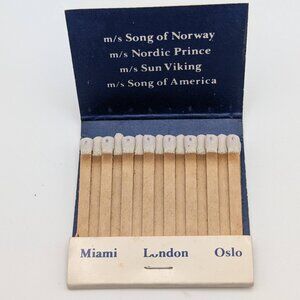 m/s Song of Norway
m/s Nordic Prince
m/s Sun Viking
m/s Song of America
Miami London Oslo